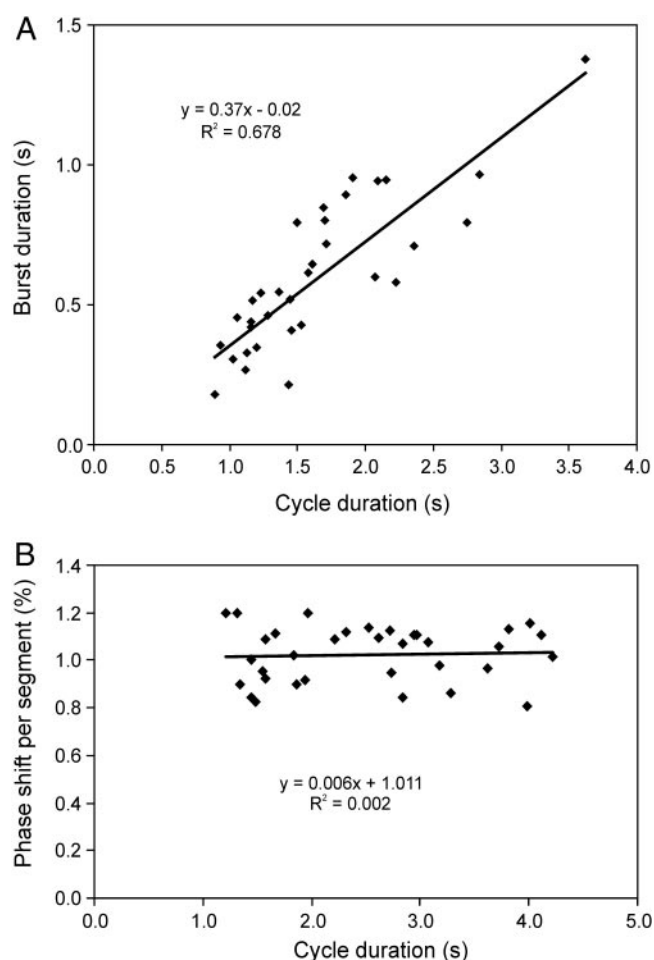 A
1.5
1.0
0.5
0.0
Burst duration (s)
y = 0.37x - 0.02
R² = 0.678
0.0 0.5 1.0 1.5 2.0 2.5 3.0 3.5 4.0
Cycle duration (s)
B
1.4
1.2
1.0
0.8
0.6
0.4
0.2
0.0
Phase shift per segment (%)
y = 0.006x + 1.011
R² = 0.002
0.0 1.0 2.0 3.0 4.0 5.0
Cycle duration (s)